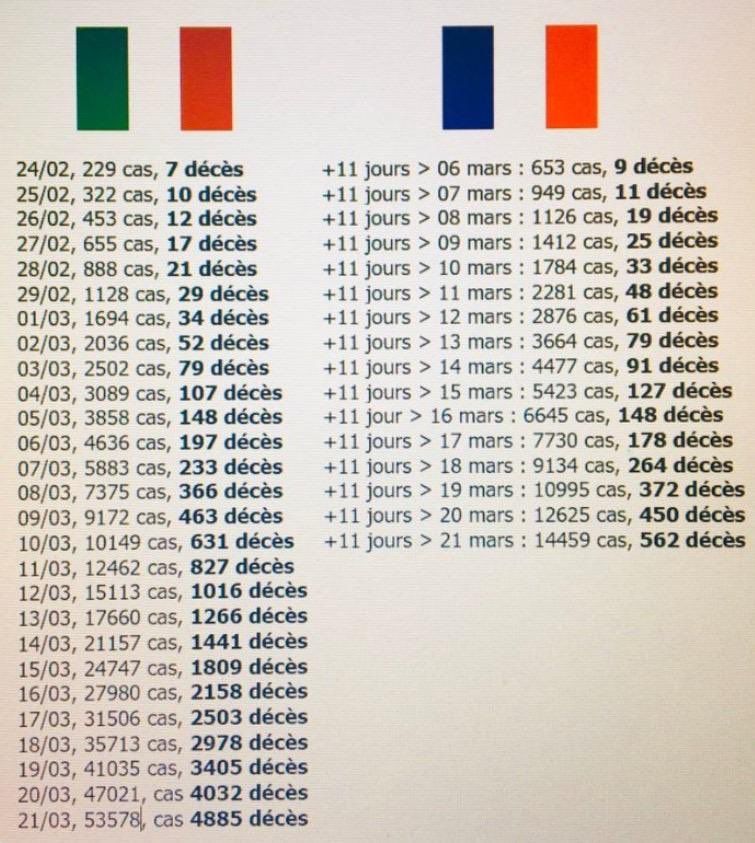 24/02, 229 cas, 7 décès
25/02, 322 cas, 10 décès
26/02, 453 cas, 12 décès
27/02, 655 cas, 17 décès
28/02, 888 cas, 21 décès
29/02, 1128 cas, 29 décès
01/03, 1694 cas, 34 décès
02/03, 2036 cas, 52 décès
03/03, 2502 cas, 79 décès
04/03, 3089 cas, 107 décès
05/03, 3858 cas, 148 décès
06/03, 4636 cas, 197 décès
07/03, 5883 cas, 233 décès
08/03, 7375 cas, 366 décès
09/03, 9172 cas, 463 décès
10/03, 10149 cas, 631 décès
11/03, 12462 cas, 827 décès
12/03, 15113 cas, 1016 décès
13/03, 17660 cas, 1266 décès
14/03, 21157 cas, 1441 décès
15/03, 24747 cas, 1809 décès
16/03, 27980 cas, 2158 décès
17/03, 31506 cas, 2503 décès
18/03, 35713 cas, 2978 décès
19/03, 41035 cas, 3405 décès
20/03, 47021, cas 4032 décès
21/03, 53578, cas 4885 décès
+11 jours > 06 mars : 653 cas, 9 décès
+11 jours > 07 mars : 949 cas, 11 décès
+11 jours > 08 mars : 1126 cas, 19 décès
+11 jours > 09 mars : 1412 cas, 25 décès
+11 jours > 10 mars : 1784 cas, 33 décès
+11 jours > 11 mars : 2281 cas, 48 décès
+11 jours > 12 mars : 2876 cas, 61 décès
+11 jours > 13 mars : 3664 cas, 79 décès
+11 jours > 14 mars : 4477 cas, 91 décès
+11 jours > 15 mars : 5423 cas, 127 décès
+11 jour > 16 mars : 6645 cas, 148 décès
+11 jours > 17 mars : 7730 cas, 178 décès
+11 jours > 18 mars : 9134 cas, 264 décès
+11 jours > 19 mars : 10995 cas, 372 décès
+11 jours > 20 mars : 12625 cas, 450 décès
+11 jours > 21 mars : 14459 cas, 562 décès